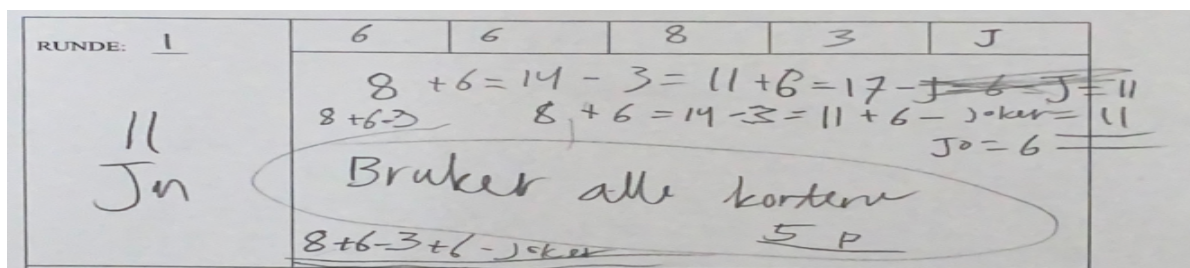 RUNDE: 1
6 6 8 3 J
8 + 6 = 14 - 3 = 11 + 6 = 17 - J = 11
8 + 6 - 3
8 + 6 = 14 - 3 = 11 + 6 - joker = 11
Jo = 6
11
Jn
Bruker alle kortene
5 p
8 + 6 - 3 + 6 - joker